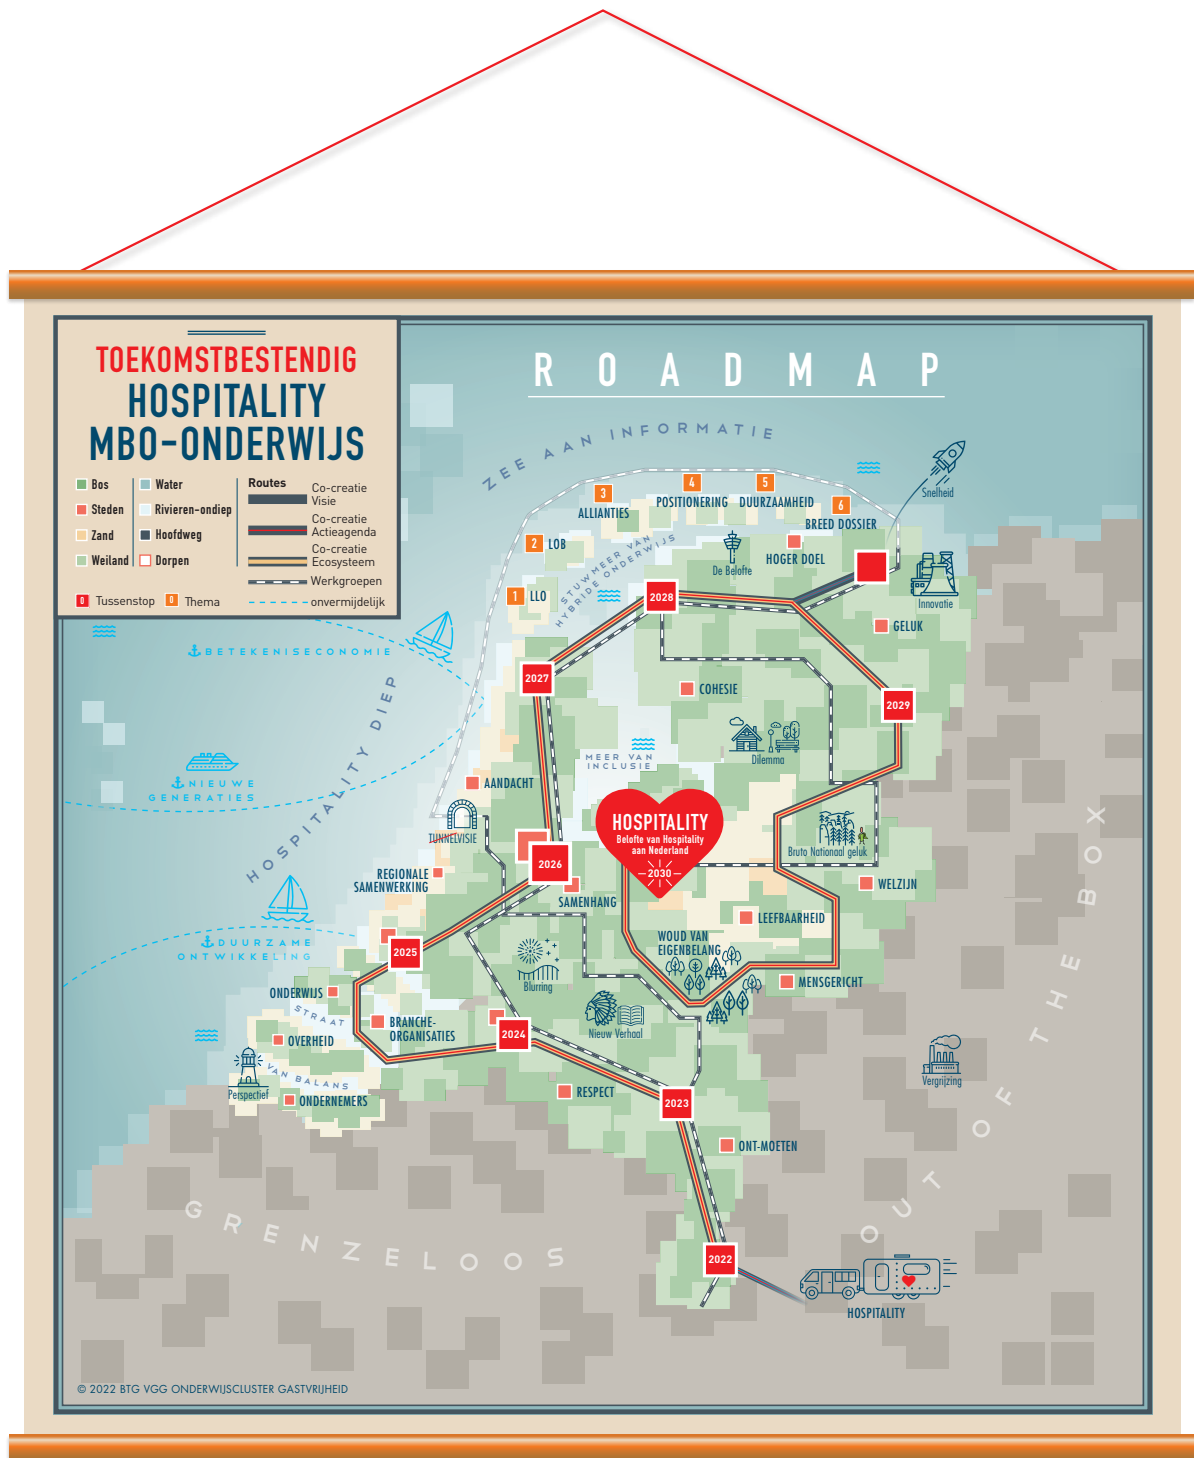 TOEKOMSTBESTENDIG
HOSPITALITY
MBO-ONDERWIJS
Bos
Steden
Zand
Weiland
Water
Rivieren-ondiep
Hoofdweg
Dorpen
Routes
Co-creatie
Visie
Co-creatie
Actieagenda
Co-creatie
Ecosysteem
Werkgroepen
0 Tussenstop
0 Thema
onvermijdelijk
ROADMAP
ZEE AAN INFORMATIE
Snelheid
3
ALLIANTIES
4
POSITIONERING
5
DUURZAAMHEID
6
BREED DOSSIER
2 LOB
STUWMEER VAN
HYBRIDE ONDERWIJS
De Belofte
HOGER DOEL
1 LLO
2028
Innovatie
GELUK
BETEKENISECONOMIE
2027
HOSPITALITY DIEP
COHESIE
2029
Dilemma
MEER VAN
INCLUSIE
NIEUWE
GENERATIES
AANDACHT
TUNNELVISIE
HOSPITALITY
Belofte van Hospitality
aan Nederland
2030
Bruto Nationaal geluk
2026
REGIONALE
SAMENWERKING
SAMENHANG
WELZIJN
LEEFBAARHEID
WOUD VAN
EIGENBELANG
DUURZAME
ONTWIKKELING
2025
Blurring
MENSGERICHT
ONDERWIJS
STRAAT
VAN BALANS
BRANCHE-
ORGANISATIES
OVERHEID
2024
Nieuw Verhaal
Perspectief
ONDERNEMERS
RESPECT
2023
Vergrijzing
ONT-MOETEN
OUT OF THE BOX
GRENZELOOS
2022
HOSPITALITY
© 2022 BTG VGG ONDERWIJSCLUSTER GASTVRIJHEID